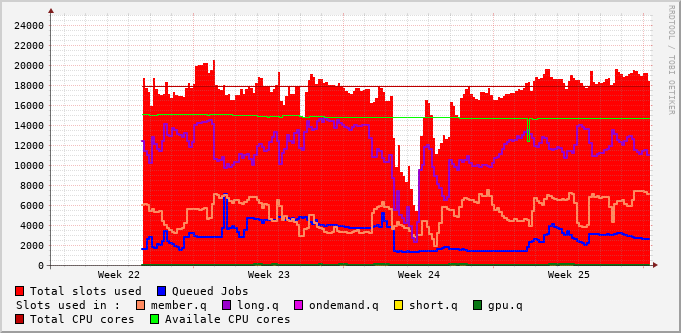 24000
22000
20000
18000
16000
14000
12000
10000
8000
6000
4000
2000
0
Week 22 Week 23 Week 24 Week 25
Total slots used Queued Jobs
Slots used in : member.q long.q ondemand.q short.q gpu.q
Total CPU cores Availale CPU cores
RRDTOOL / TOBI OETIKER